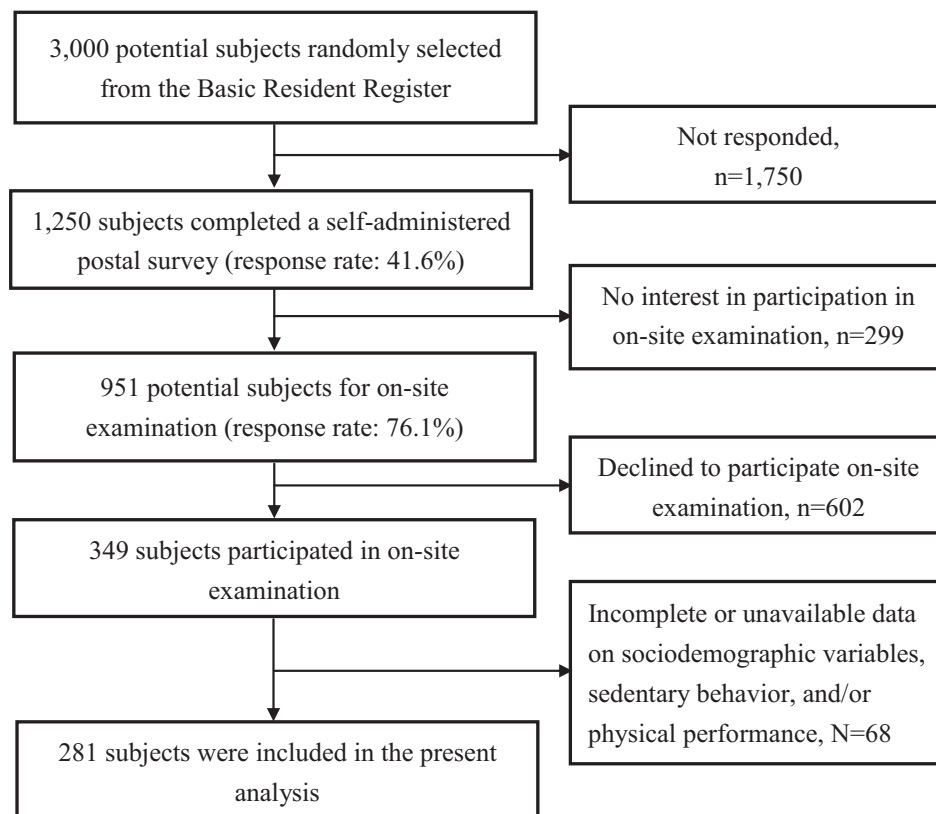 3,000 potential subjects randomly selected
from the Basic Resident Register
Not responded,
n=1,750
1,250 subjects completed a self-administered
postal survey (response rate: 41.6%)
No interest in participation in
on-site examination, n=299
951 potential subjects for on-site
examination (response rate: 76.1%)
Declined to participate on-site
examination, n=602
349 subjects participated in on-site
examination
Incomplete or unavailable data
on sociodemographic variables,
sedentary behavior, and/or
physical performance, N=68
281 subjects were included in the present
analysis